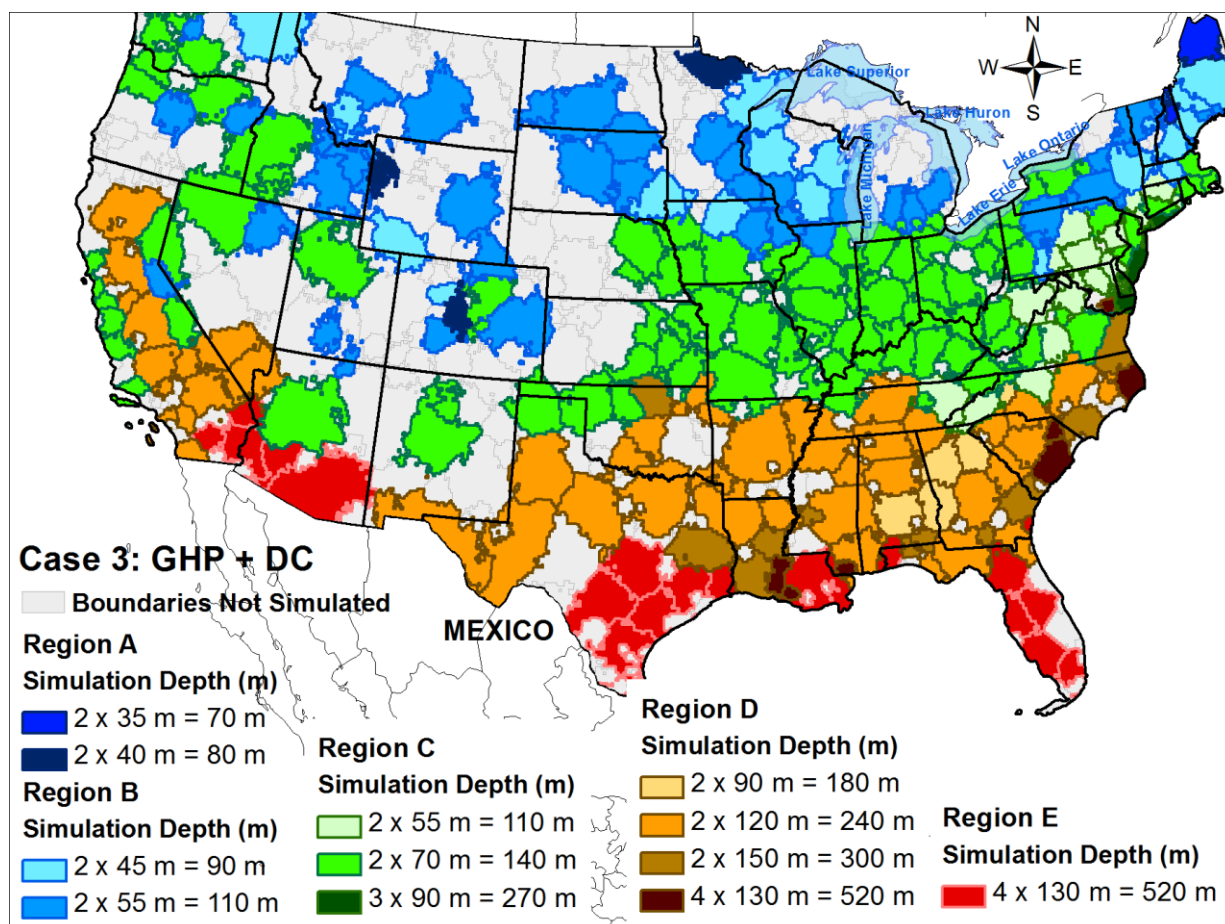 N
W E
S
Lake Superior
Lake Huron
Lake Michigan
Lake Ontario
Lake Erie
MEXICO
Case 3: GHP + DC
Boundaries Not Simulated
Region A
Simulation Depth (m)
2 x 35 m = 70 m
2 x 40 m = 80 m
Region B
Simulation Depth (m)
2 x 45 m = 90 m
2 x 55 m = 110 m
Region C
Simulation Depth (m)
2 x 55 m = 110 m
2 x 70 m = 140 m
3 x 90 m = 270 m
Region D
Simulation Depth (m)
2 x 90 m = 180 m
2 x 120 m = 240 m
2 x 150 m = 300 m
4 x 130 m = 520 m
Region E
Simulation Depth (m)
4 x 130 m = 520 m